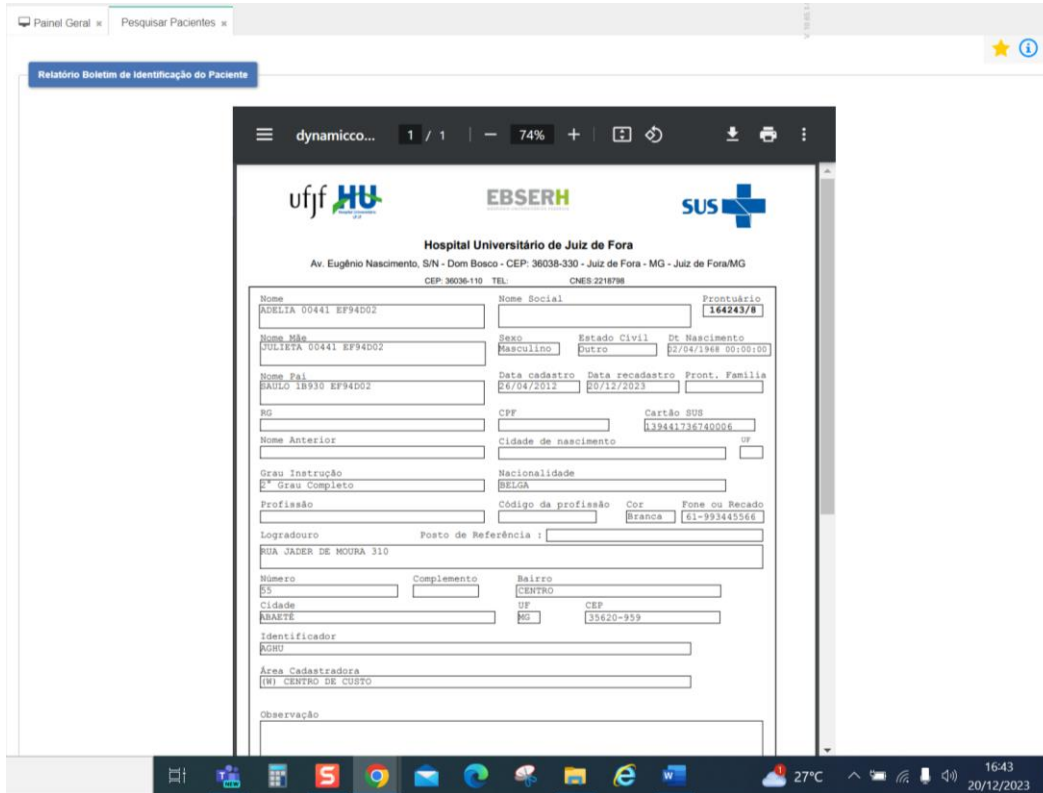 Painel Geral × Pesquisar Pacientes ×
Relatório Boletim de Identificação do Paciente
dynamicco... 1 / 1 − 74% +
ufjf HU EBSERH SUS
Hospital Universitário de Juiz de Fora
Av. Eugênio Nascimento, S/N - Dom Bosco - CEP: 36038-330 - Juiz de Fora - MG - Juiz de Fora/MG
CEP: 36036-110 TEL: CNES:2218798
Nome Nome Social Prontuário
ADELIA 00441 EF94D02 164243/8
Nome Mãe Sexo Estado Civil Dt Nascimento
JULIETA 00441 EF94D02 Masculino Outro 02/04/1968 00:00:00
Nome Pai Data cadastro Data recadastro Pront. Família
SAULO 1B930 EF94D02 26/04/2012 20/12/2023
RG CPF Cartão SUS
139441736740006
Nome Anterior Cidade de nascimento UF
Grau Instrução Nacionalidade
2° Grau Completo BELGA
Profissão Código da profissão Cor Fone ou Recado
Branca 61-993445566
Logradouro Posto de Referência :
RUA JADER DE MOURA 310
Número Complemento Bairro
55 CENTRO
Cidade UF CEP
ABAETÉ MG 35620-959
Identificador
AGHU
Área Cadastradora
(W) CENTRO DE CUSTO
Observação
27°C 16:43
20/12/2023